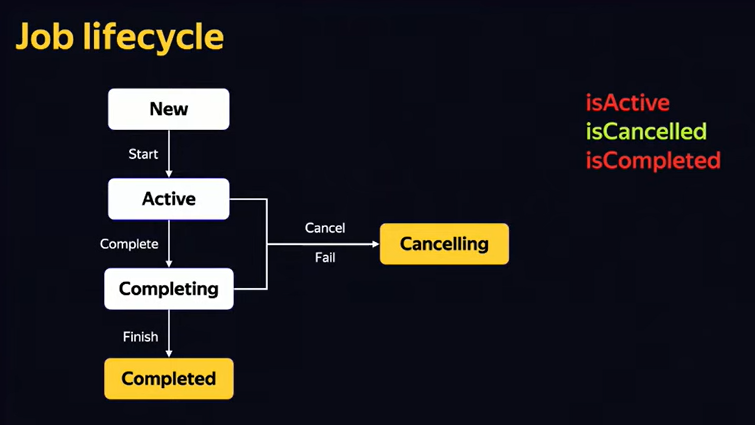 Job lifecycle
New
isActive
isCancelled
isCompleted
Start
Active
Cancel
Complete
Cancelling
Fail
Completing
Finish
Completed